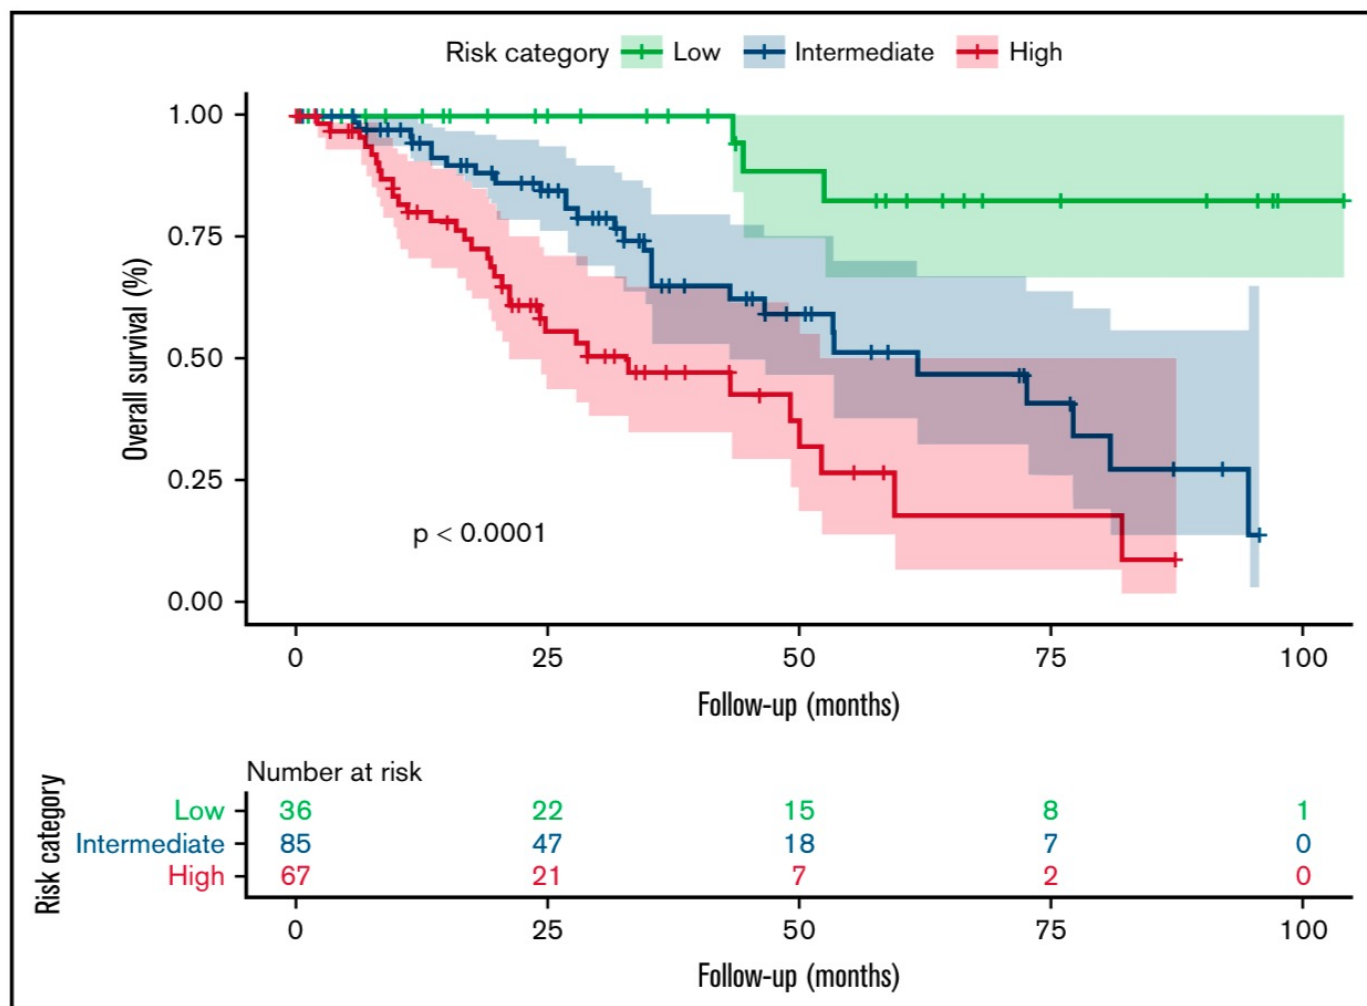 Risk category Low Intermediate High
1.00
0.75
0.50
0.25
0.00
Overall survival (%)
p < 0.0001
0 25 50 75 100
Follow-up (months)
Number at risk
Risk category
Low 36 22 15 8 1
Intermediate 85 47 18 7 0
High 67 21 7 2 0
0 25 50 75 100
Follow-up (months)